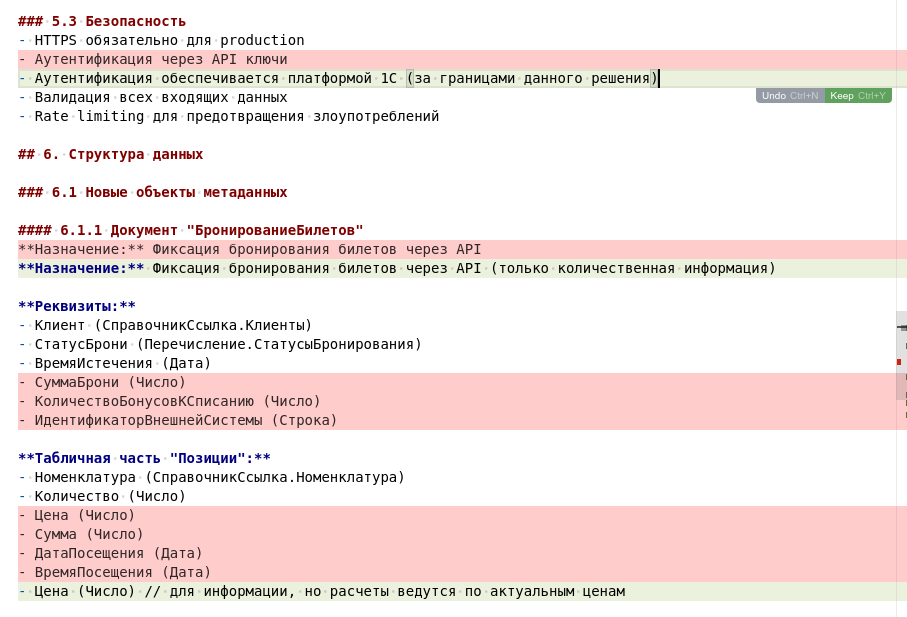 ### 5.3 Безопасность
- HTTPS обязательно для production
- Аутентификация через API ключи
- Аутентификация обеспечивается платформой 1С (за границами данного решения)
- Валидация всех входящих данных
Undo Ctrl+N Keep Ctrl+Y
- Rate limiting для предотвращения злоупотреблений
## 6. Структура данных
### 6.1 Новые объекты метаданных
#### 6.1.1 Документ "БронированиеБилетов"
**Назначение:** Фиксация бронирования билетов через API
**Назначение:** Фиксация бронирования билетов через API (только количественная информация)
**Реквизиты:**
- Клиент (СправочникСсылка.Клиенты)
- СтатусБрони (Перечисление.СтатусыБронирования)
- ВремяИстечения (Дата)
- СуммаБрони (Число)
- КоличествоБонусовКСписанию (Число)
- ИдентификаторВнешнейСистемы (Строка)
**Табличная часть "Позиции":**
- Номенклатура (СправочникСсылка.Номенклатура)
- Количество (Число)
- Цена (Число)
- Сумма (Число)
- ДатаПосещения (Дата)
- ВремяПосещения (Дата)
- Цена (Число) // для информации, но расчеты ведутся по актуальным ценам